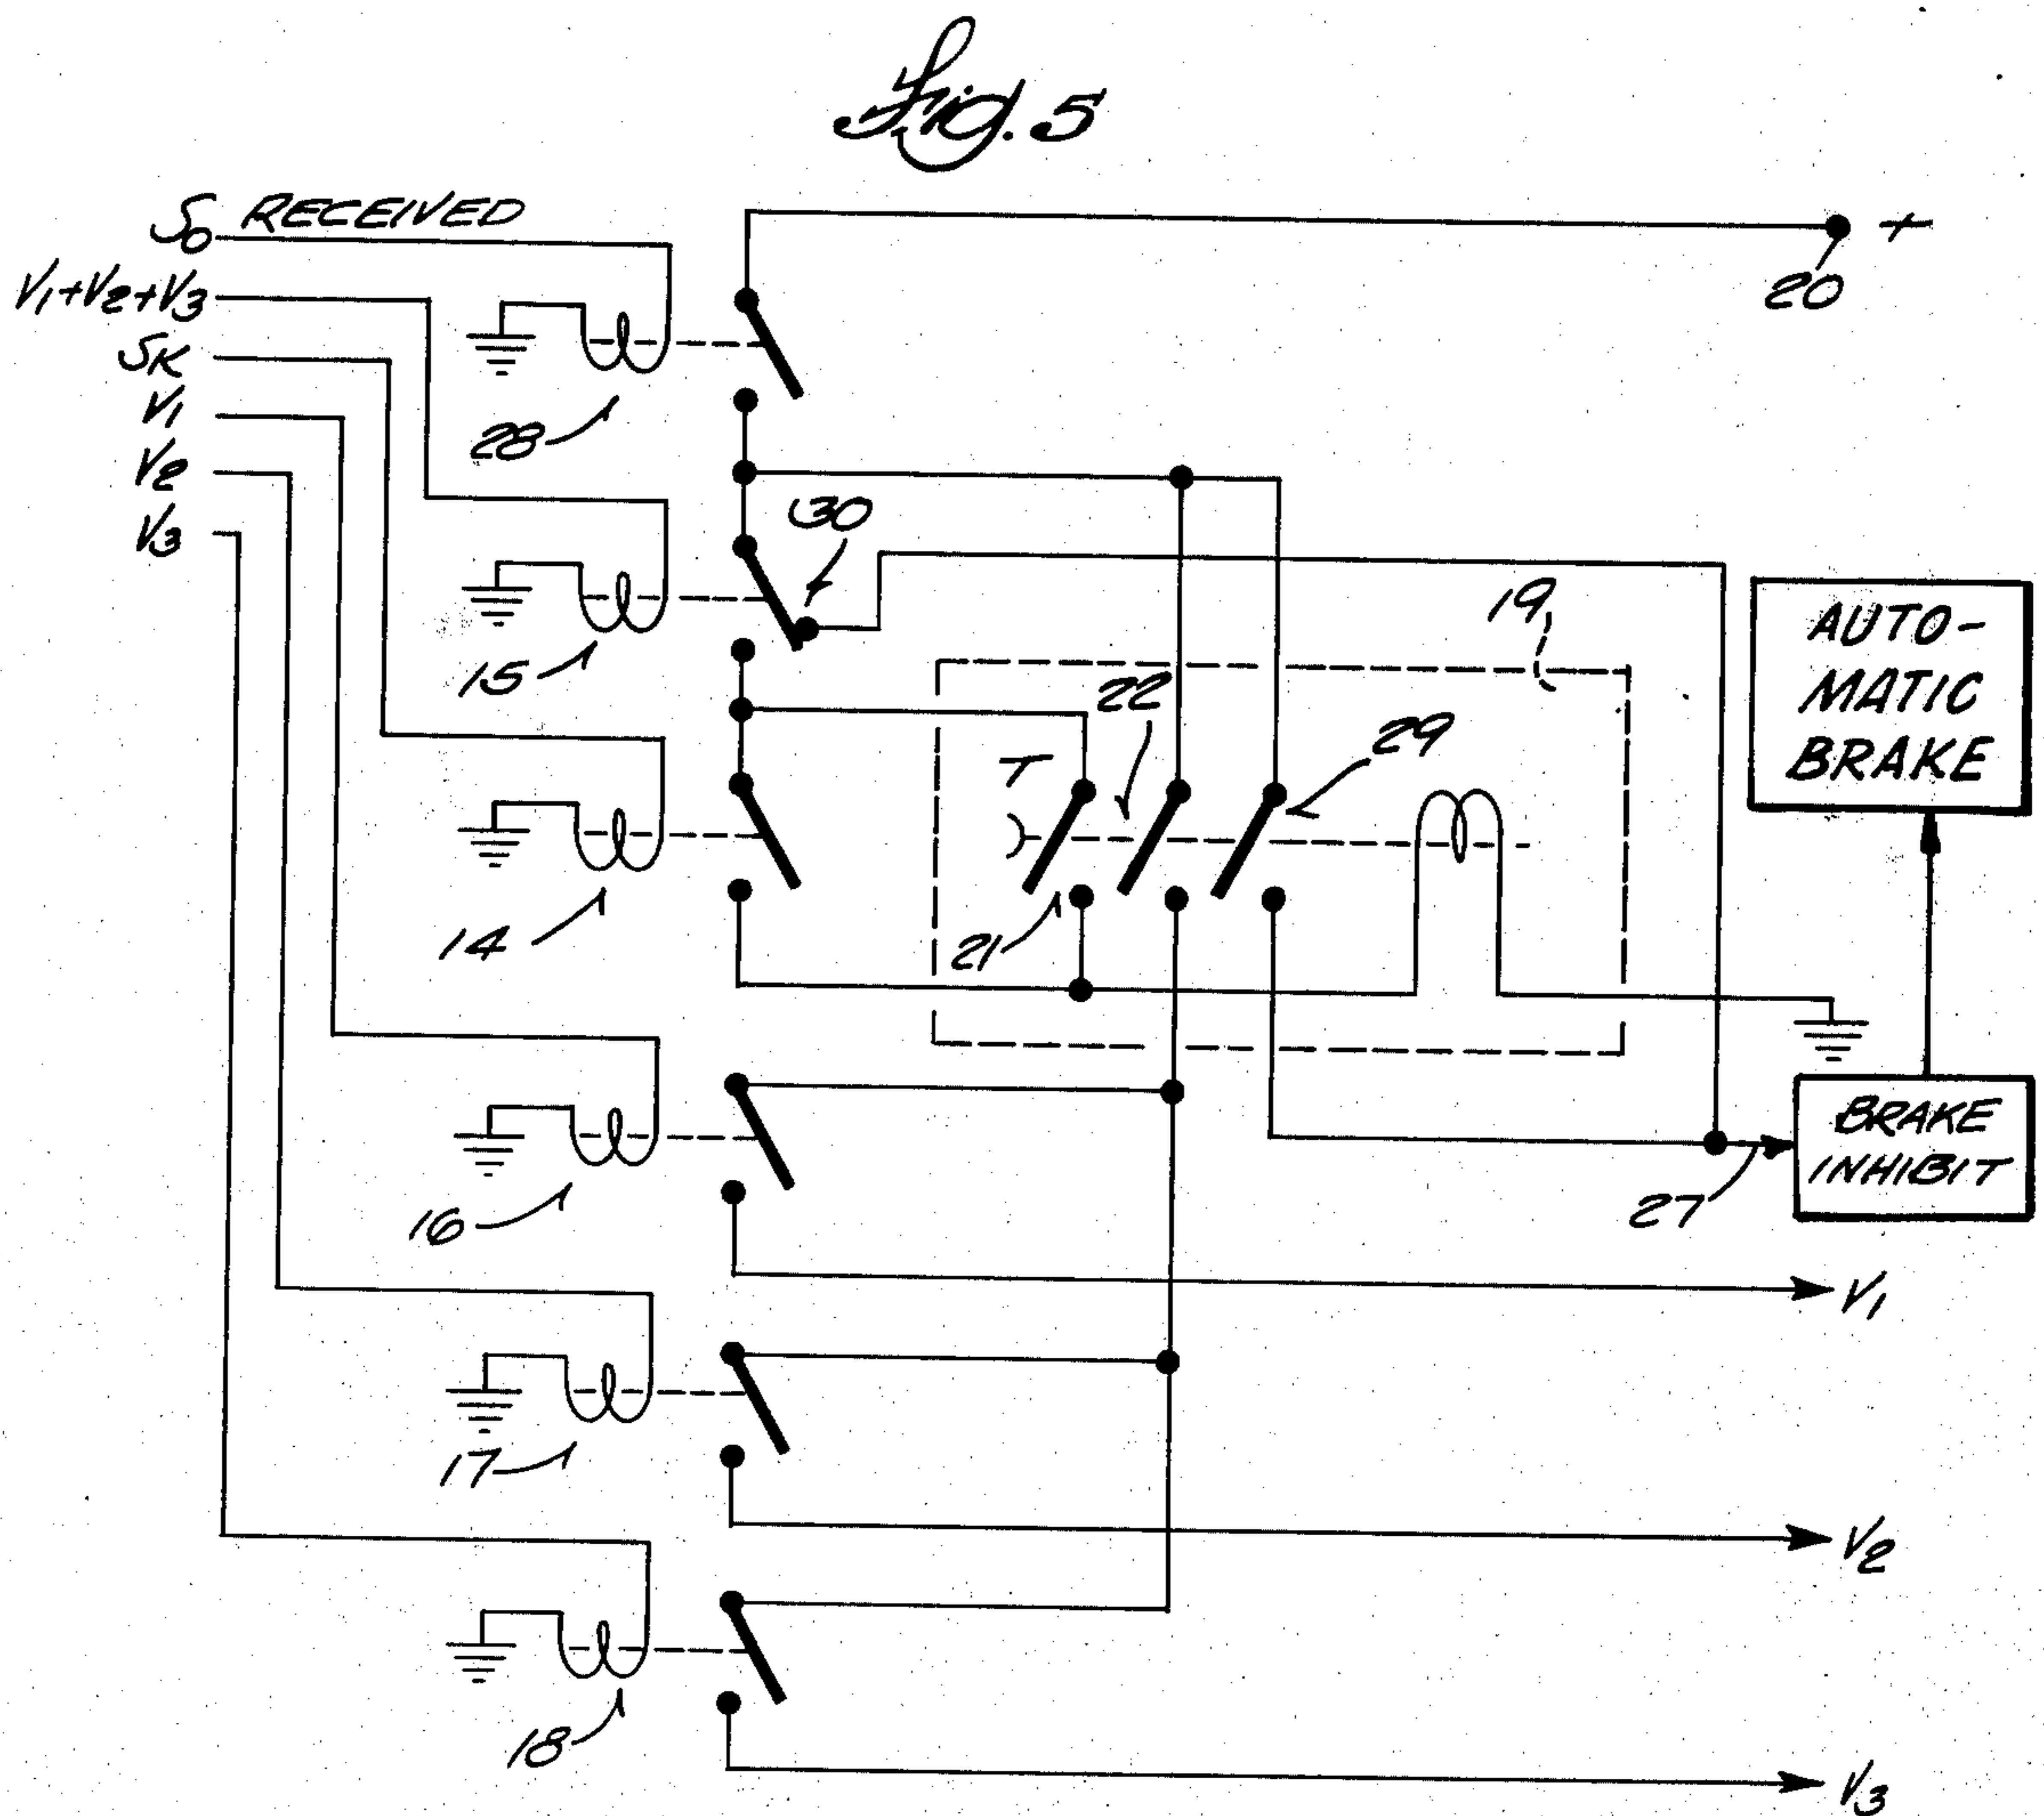 Fig. 5
S0 RECEIVED
V1+V2+V3
SK
V1
V2
V3
+
20
28
30
15
19
22
29
T
14
21
AUTO-
MATIC
BRAKE
BRAKE
INHIBIT
27
16
V1
17
V2
18
V3